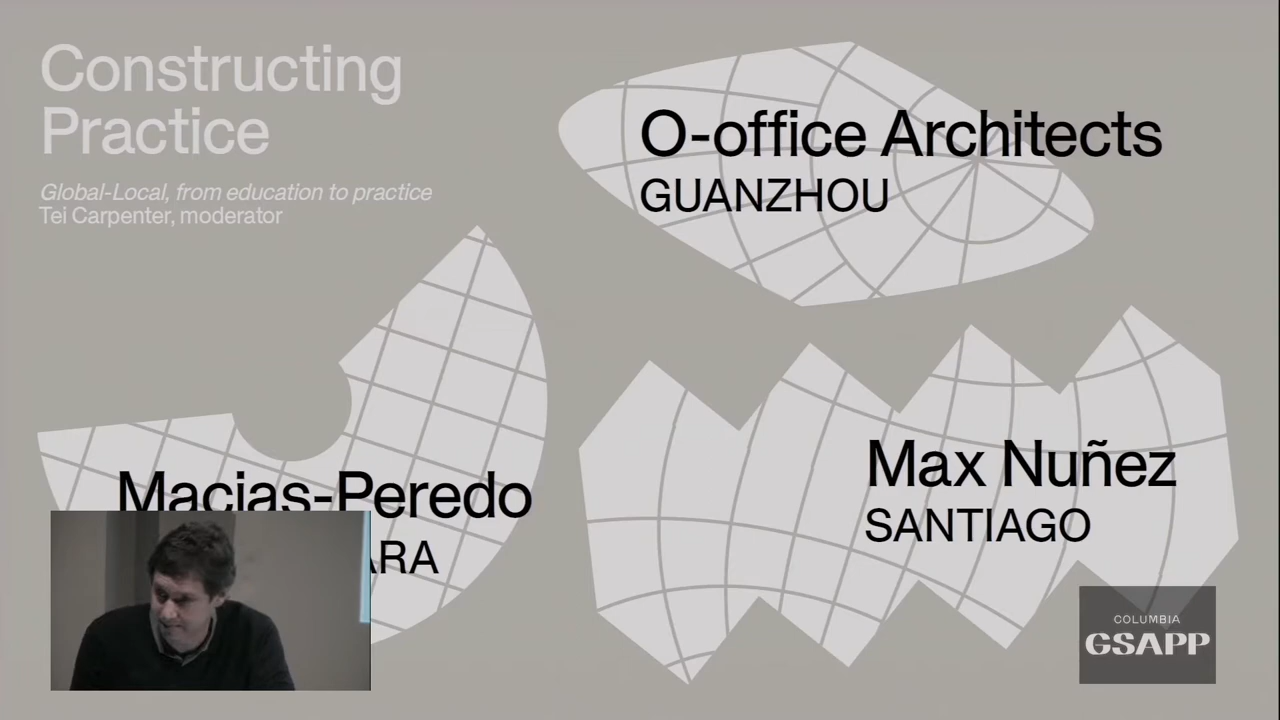 Constructing
Practice
Global-Local, from education to practice
Tei Carpenter, moderator
O-office Architects
GUANZHOU
Macias-Peredo
ARA
Max Nuñez
SANTIAGO
COLUMBIA
GSAPP